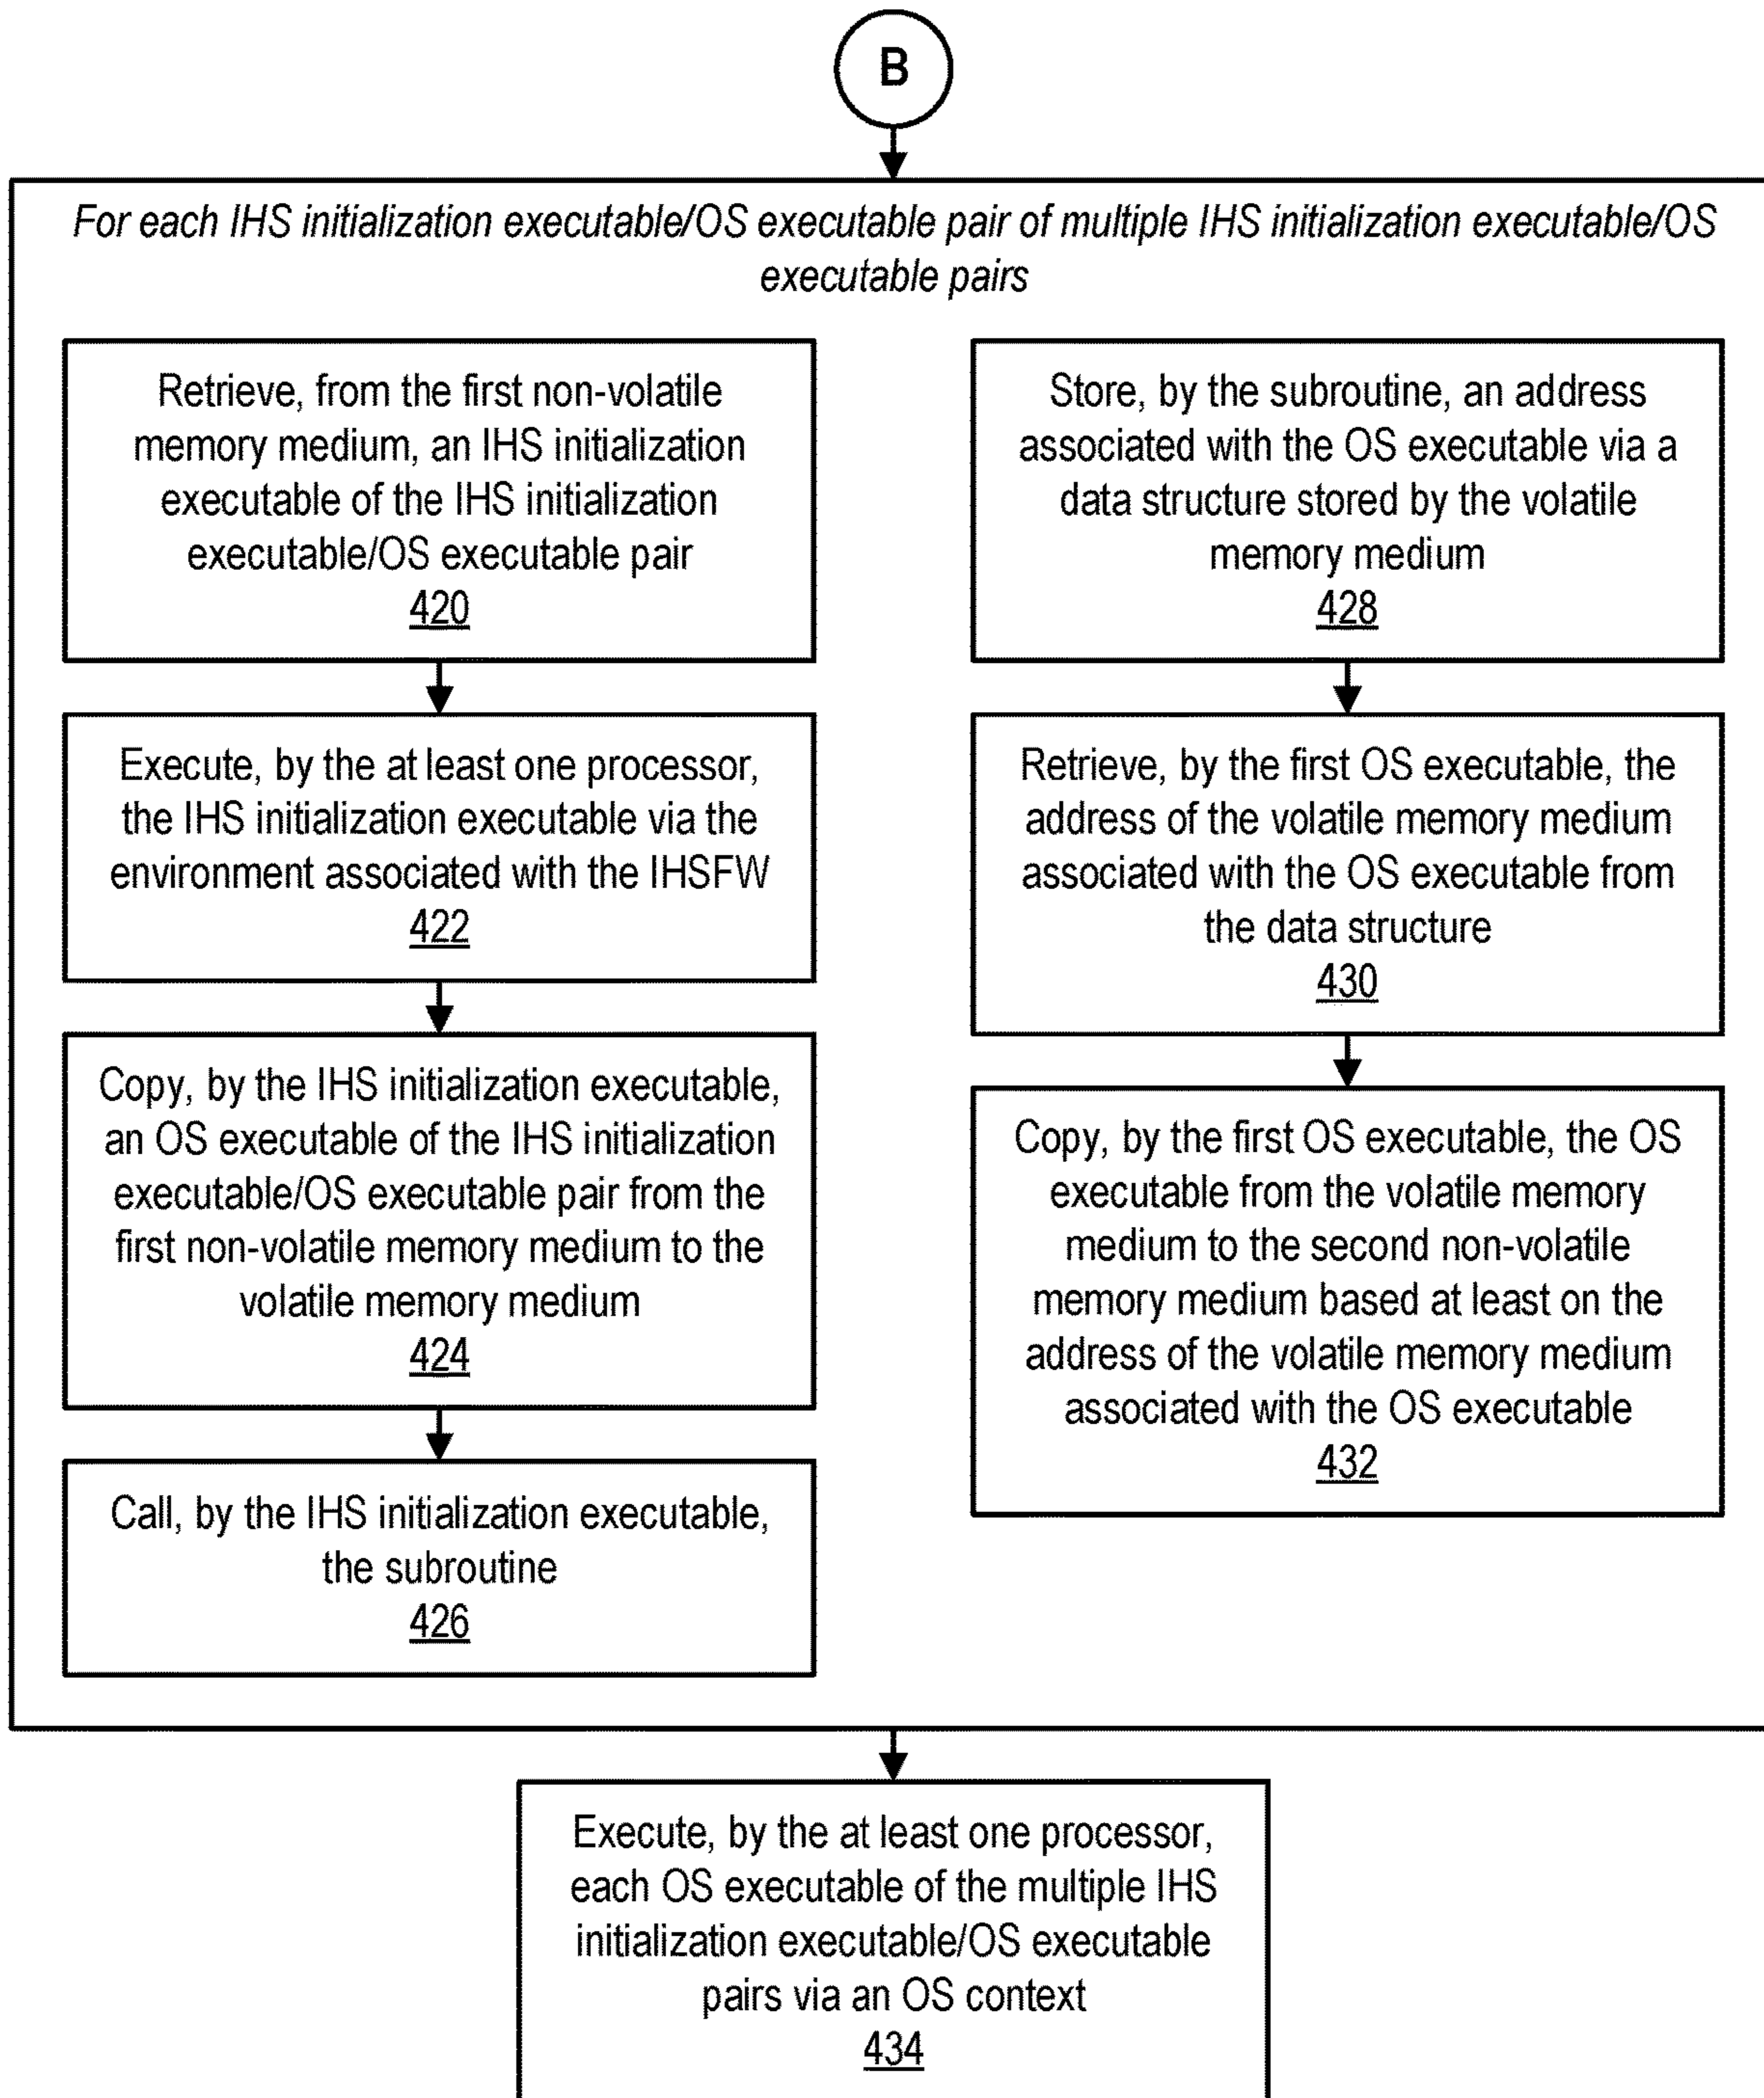 B
For each IHS initialization executable/OS executable pair of multiple IHS initialization executable/OS
executable pairs
Retrieve, from the first non-volatile
memory medium, an IHS initialization
executable of the IHS initialization
executable/OS executable pair
420
Execute, by the at least one processor,
the IHS initialization executable via the
environment associated with the IHSFW
422
Copy, by the IHS initialization executable,
an OS executable of the IHS initialization
executable/OS executable pair from the
first non-volatile memory medium to the
volatile memory medium
424
Call, by the IHS initialization executable,
the subroutine
426
Store, by the subroutine, an address
associated with the OS executable via a
data structure stored by the volatile
memory medium
428
Retrieve, by the first OS executable, the
address of the volatile memory medium
associated with the OS executable from
the data structure
430
Copy, by the first OS executable, the OS
executable from the volatile memory
medium to the second non-volatile
memory medium based at least on the
address of the volatile memory medium
associated with the OS executable
432
Execute, by the at least one processor,
each OS executable of the multiple IHS
initialization executable/OS executable
pairs via an OS context
434